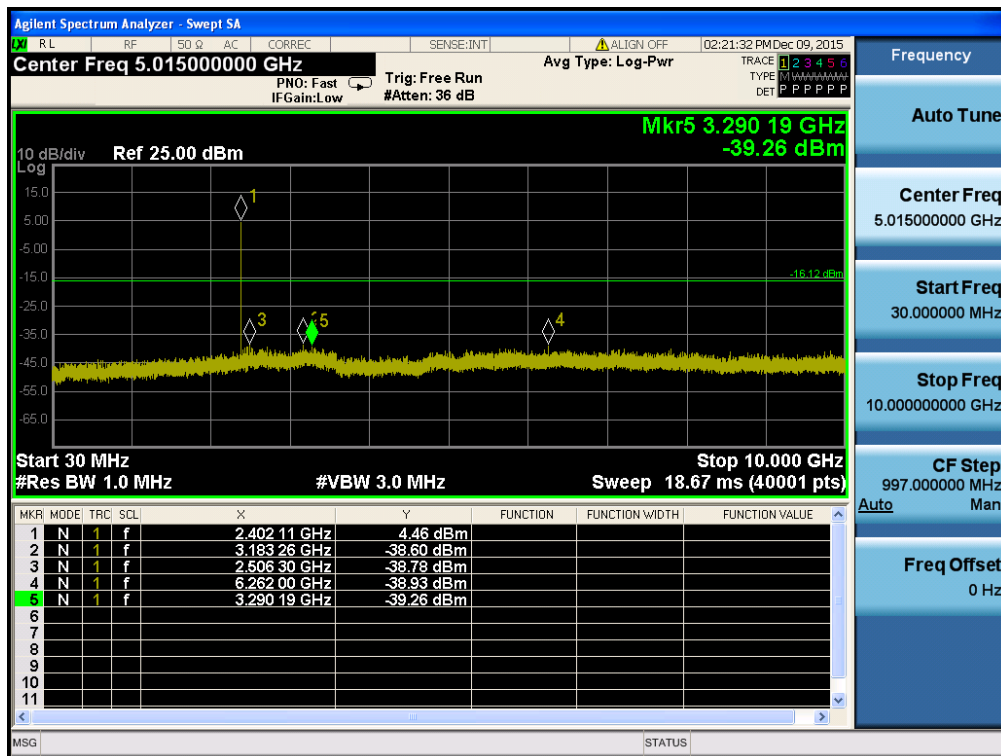 Agilent Spectrum Analyzer - Swept SA
LXI RL RF 50 Ω AC CORREC SENSE:INT ALIGN OFF 02:21:32 PM Dec 09, 2015
Center Freq 5.015000000 GHz
PNO: Fast
IFGain:Low
Trig: Free Run
#Atten: 36 dB
Avg Type: Log-Pwr
TRACE 1 2 3 4 5 6
TYPE M
DET P P P P P P
Mkr5 3.290 19 GHz
-39.26 dBm
10 dB/div Ref 25.00 dBm
Log
15.0
5.00
-5.00
-15.0
-25.0
-35.0
-45.0
-55.0
-65.0
1
-16.12 dBm
3
5
4
Start 30 MHz Stop 10.000 GHz
#Res BW 1.0 MHz #VBW 3.0 MHz Sweep 18.67 ms (40001 pts)
MKR MODE TRC SCL X Y FUNCTION FUNCTION WIDTH FUNCTION VALUE
1 N 1 f 2.402 11 GHz 4.46 dBm
2 N 1 f 3.183 26 GHz -38.60 dBm
3 N 1 f 2.506 30 GHz -38.78 dBm
4 N 1 f 6.262 00 GHz -38.93 dBm
5 N 1 f 3.290 19 GHz -39.26 dBm
6
7
8
9
10
11
MSG STATUS
Frequency
Auto Tune
Center Freq
5.015000000 GHz
Start Freq
30.000000 MHz
Stop Freq
10.000000000 GHz
CF Step
997.000000 MHz
Auto Man
Freq Offset
0 Hz